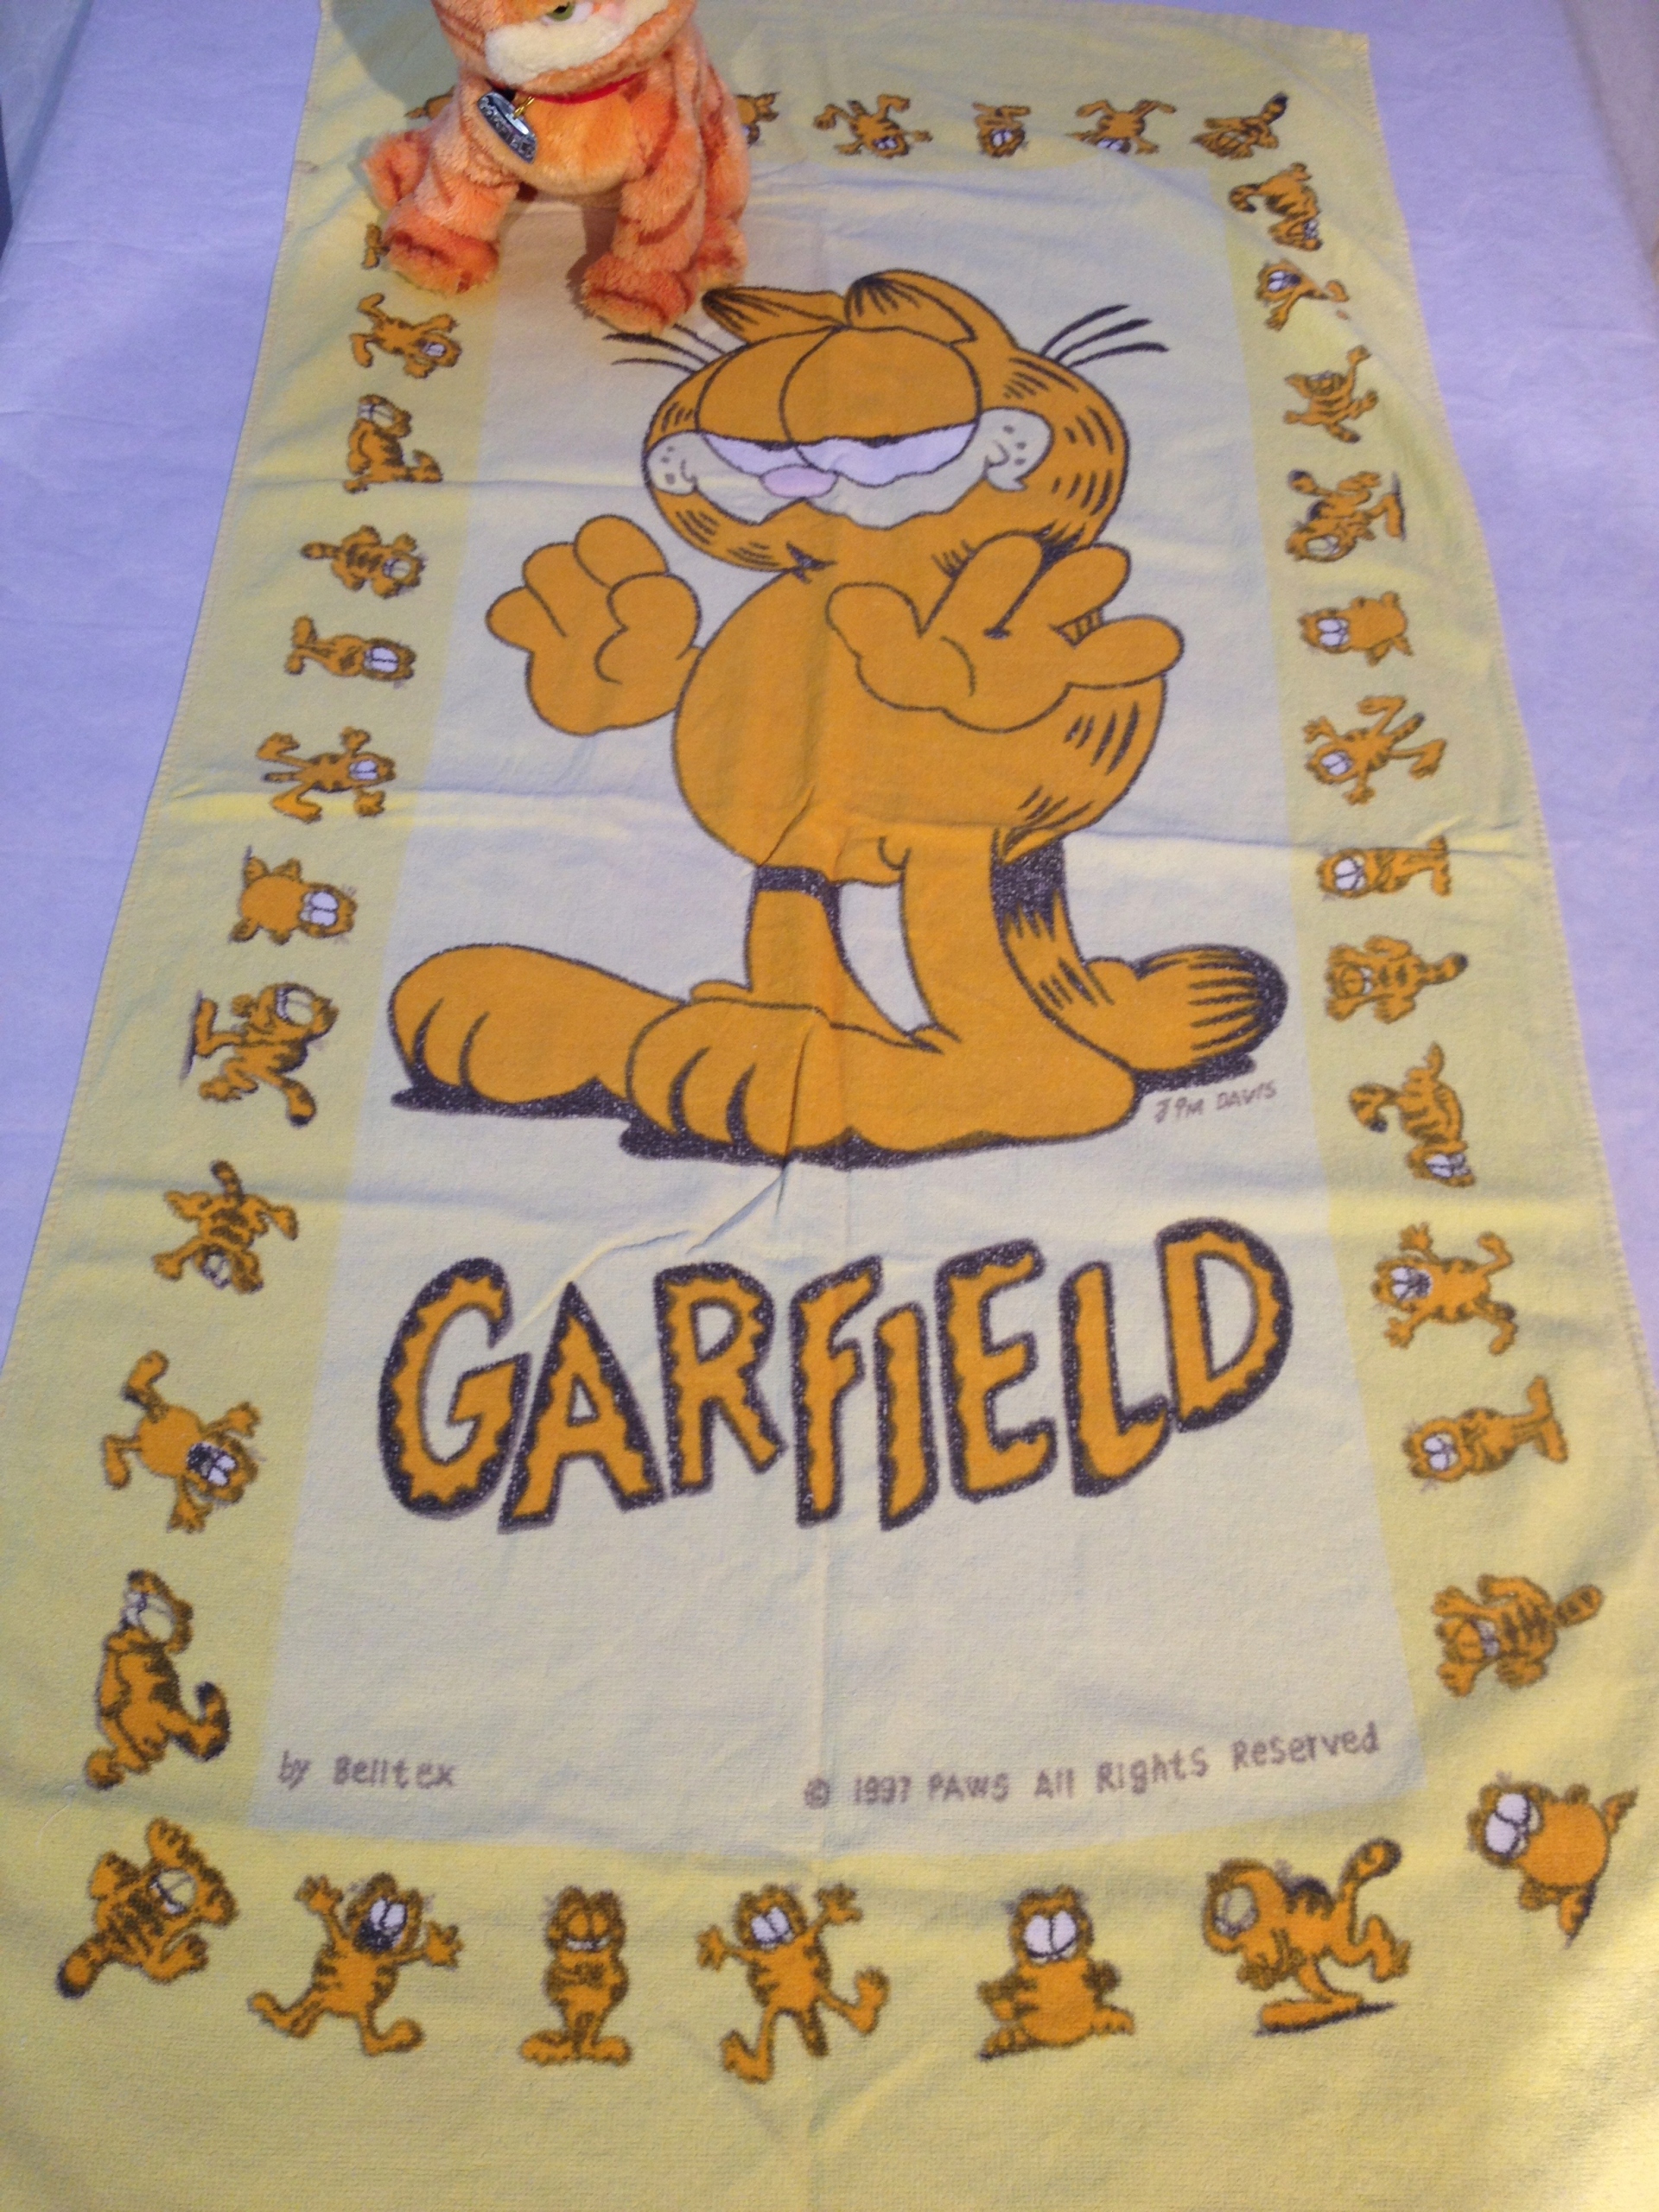 JIM DAVIS
GARFIELD
by Belltex
© 1997 PAWS All Rights Reserved